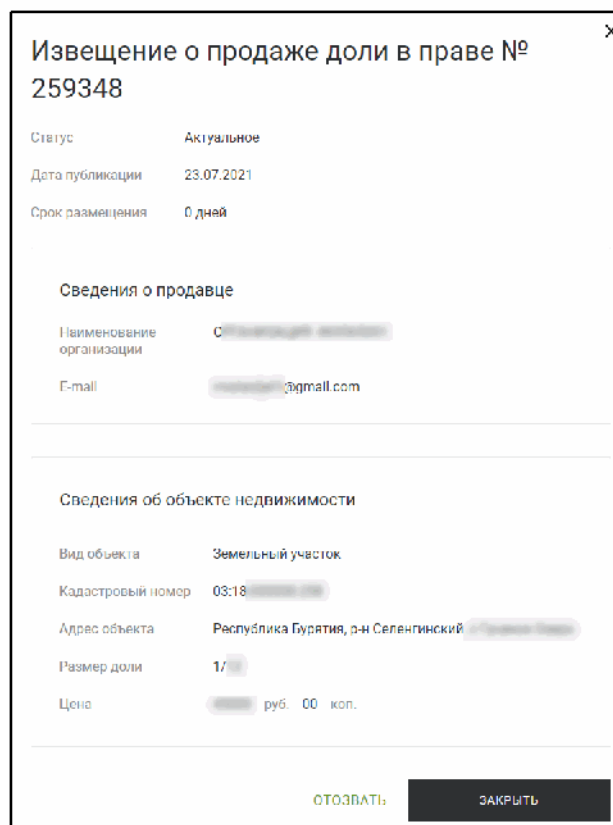 Извещение о продаже доли в праве №
259348
Статус Актуальное
Дата публикации 23.07.2021
Срок размещения 0 дней
Сведения о продавце
Наименование
организации
E-mail @gmail.com
Сведения об объекте недвижимости
Вид объекта Земельный участок
Кадастровый номер 03:18
Адрес объекта Республика Бурятия, р-н Селенгинский
Размер доли 1/
Цена руб. 00 коп.
ОТОЗВАТЬ ЗАКРЫТЬ